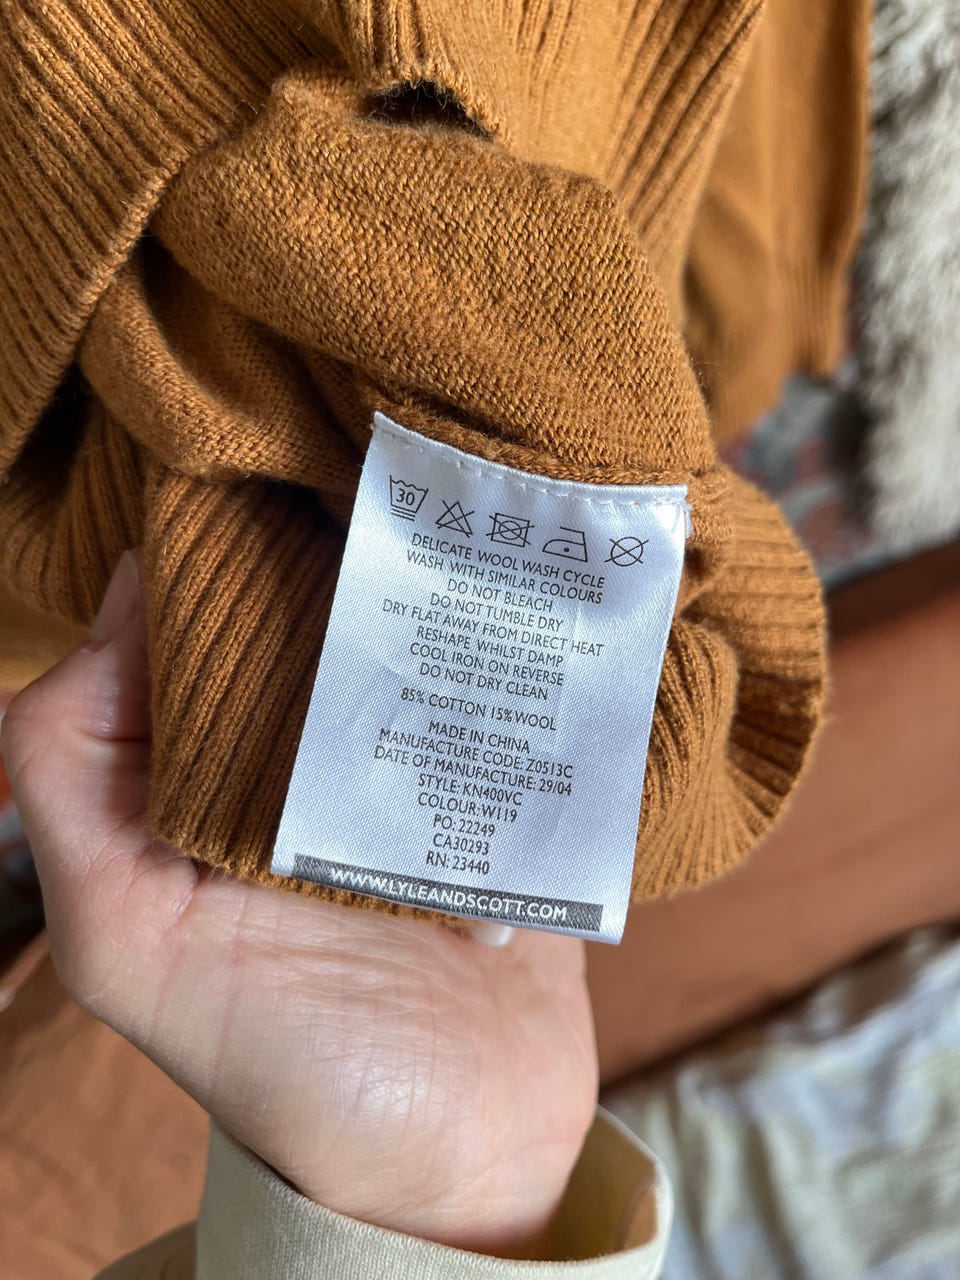 30
DELICATE WOOL WASH CYCLE
WASH WITH SIMILAR COLOURS
DO NOT BLEACH
DO NOT TUMBLE DRY
DRY FLAT AWAY FROM DIRECT HEAT
RESHAPE WHILST DAMP
COOL IRON ON REVERSE
DO NOT DRY CLEAN
85% COTTON 15% WOOL
MADE IN CHINA
MANUFACTURE CODE: Z0513C
DATE OF MANUFACTURE: 29/04
STYLE: KN400VC
COLOUR: W119
PO: 22249
CA30293
RN: 23440
WWW.LYLEANDSCOTT.COM